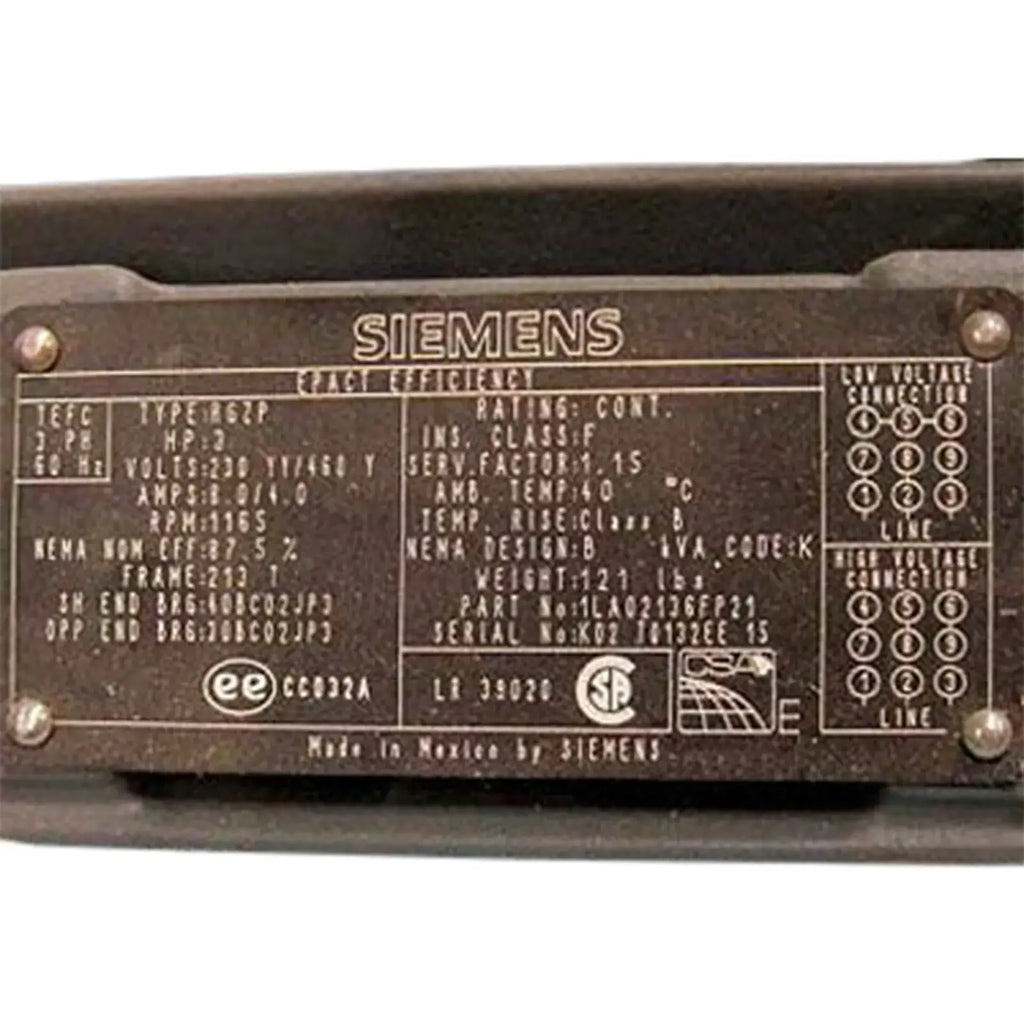 SIEMENS
EPACT EFFICIENCY
TEFC
3 PH
60 Hz
TYPE:RGZP
HP:3
VOLTS:230 YY/460 Y
AMPS:8.0/4.0
RPM:1165
NEMA NOM EFF:87.5 %
FRAME:213 T
SH END BRG:40BC02JP3
OPP END BRG:30BC02JP3
ee CC032A
RATING: CONT.
INS. CLASS:F
SERV.FACTOR:1.15
AMB. TEMP:40 °C
TEMP. RISE:Class B
NEMA DESIGN:B kVA CODE:K
WEIGHT:121 lbs
PART No:1LA02136FP21
SERIAL No:K02 T0132EE 15
LR 39020
CSA
E
LOW VOLTAGE
CONNECTION
4 5 6
7 8 9
1 2 3
LINE
HIGH VOLTAGE
CONNECTION
4 5 6
7 8 9
1 2 3
LINE
Made in Mexico by SIEMENS